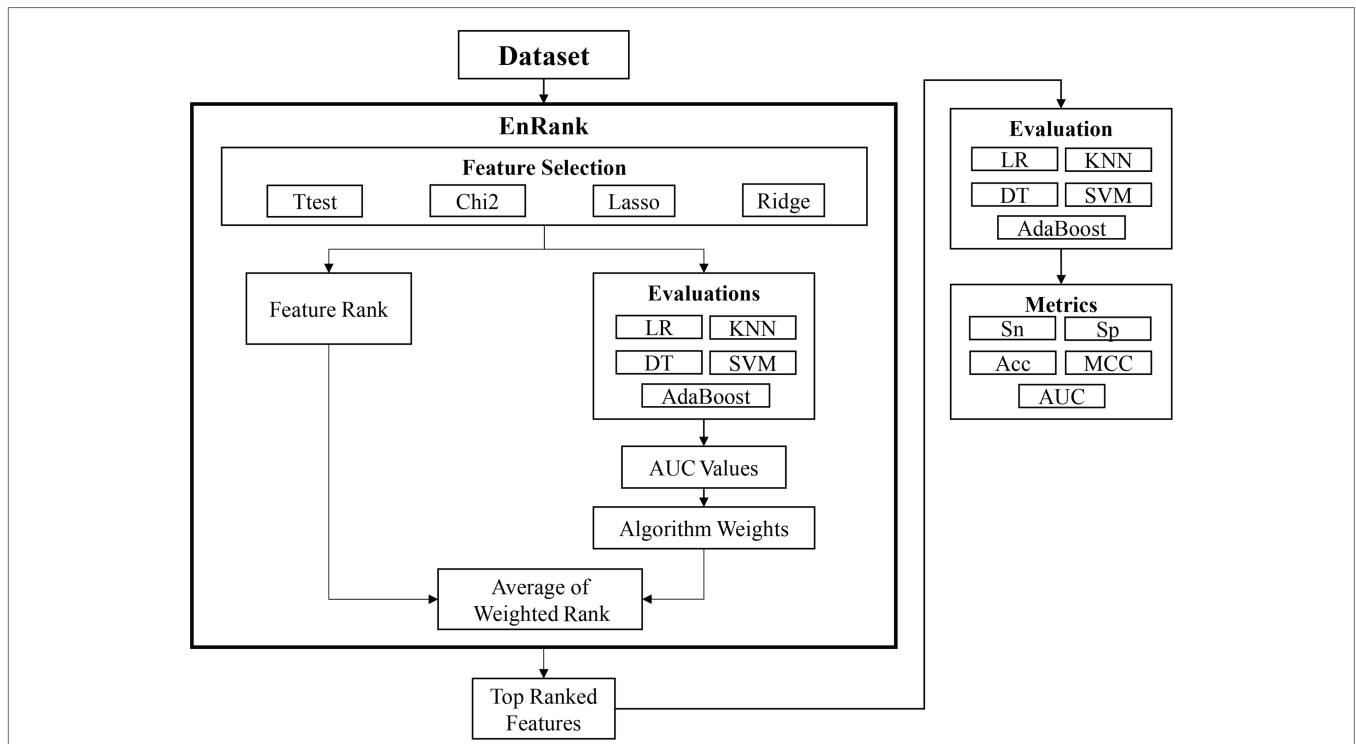 Dataset
EnRank
Feature Selection
Ttest
Chi2
Lasso
Ridge
Feature Rank
Evaluations
LR
KNN
DT
SVM
AdaBoost
AUC Values
Algorithm Weights
Average of
Weighted Rank
Top Ranked
Features
Evaluation
LR
KNN
DT
SVM
AdaBoost
Metrics
Sn
Sp
Acc
MCC
AUC